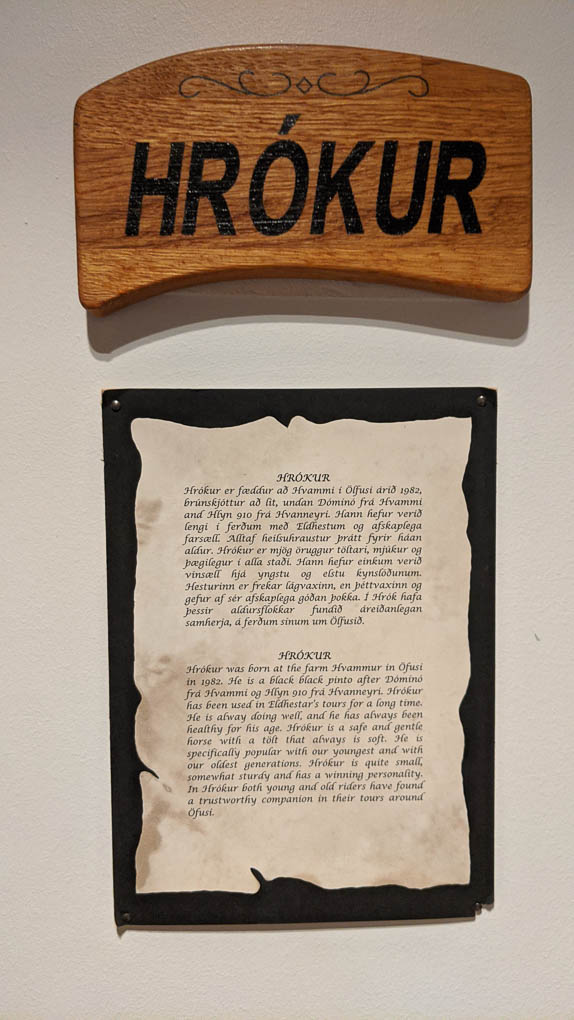 HRÓKUR
HRÓKUR
Hrókur er fæddur að Hvammi í Ölfusi árið 1982,
brúnskjóttur að lit, undan Dómínó frá Hvammi
and Hlyn 910 frá Hvanneyri. Hann hefur verið
lengi í ferðum með Eldhestum og afskaplega
farsæll. Alltaf heilsuhraustur þrátt fyrir háan
aldur. Hrókur er mjög öruggur töltari, mjúkur og
þægilegur í alla staði. Hann hefur einkum verið
vinsæll hjá yngstu og elstu kynslóðunum.
Hesturinn er frekar lágvaxinn, en þéttvaxinn og
gefur af sér afskaplega góðan þokka. Í Hrók hafa
þessir aldursflokkar fundið áreiðanlegan
samherja, á ferðum sínum um Ölfusið.
HRÓKUR
Hrókur was born at the farm Hvammur in Öfusi
in 1982. He is a black black pinto after Dómínó
frá Hvammi og Hlyn 910 frá Hvanneyri. Hrókur
has been used in Eldhestar's tours for a long time.
He is alway doing well, and he has always been
healthy for his age. Hrókur is a safe and gentle
horse with a tölt that always is soft. He is
specifically popular with our youngest and with
our oldest generations. Hrókur is quite small,
somewhat sturdy and has a winning personality.
In Hrókur both young and old riders have found
a trustworthy companion in their tours around
Öfusi.